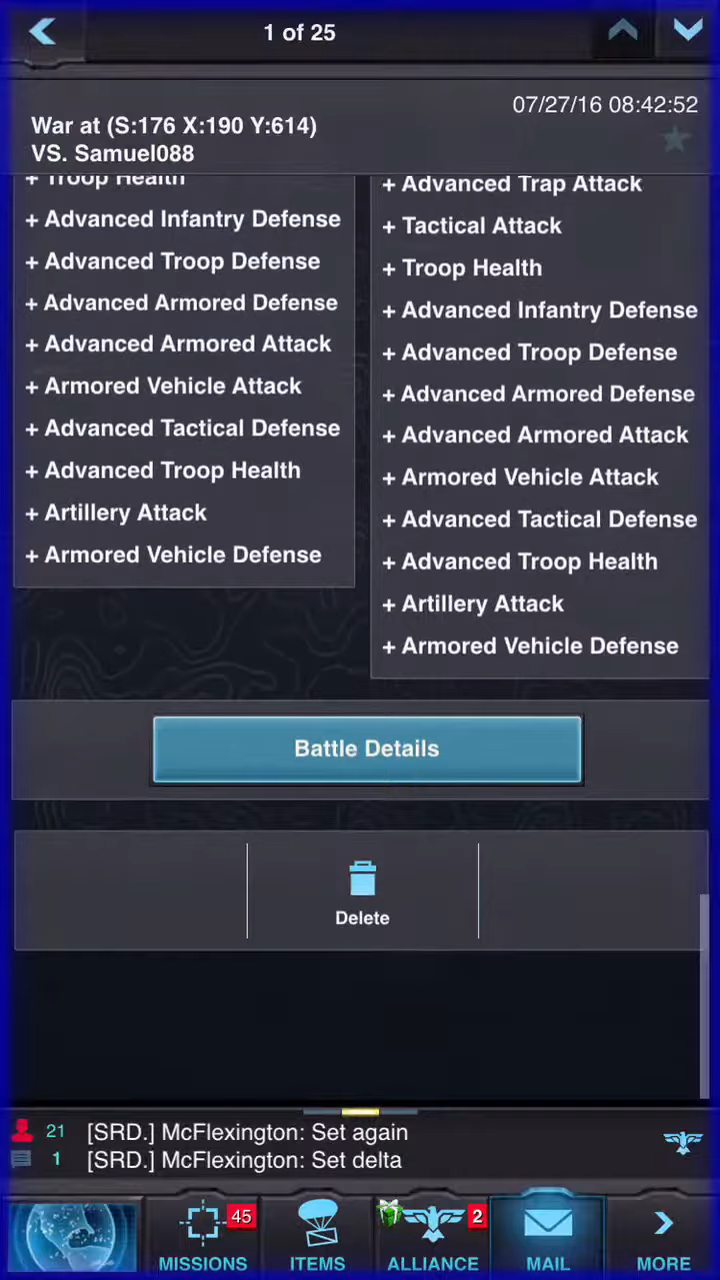 1 of 25
07/27/16 08:42:52
War at (S:176 X:190 Y:614)
VS. Samuel088
+ Troop Health
+ Advanced Infantry Defense
+ Advanced Troop Defense
+ Advanced Armored Defense
+ Advanced Armored Attack
+ Armored Vehicle Attack
+ Advanced Tactical Defense
+ Advanced Troop Health
+ Artillery Attack
+ Armored Vehicle Defense
+ Advanced Trap Attack
+ Tactical Attack
+ Troop Health
+ Advanced Infantry Defense
+ Advanced Troop Defense
+ Advanced Armored Defense
+ Advanced Armored Attack
+ Armored Vehicle Attack
+ Advanced Tactical Defense
+ Advanced Troop Health
+ Artillery Attack
+ Armored Vehicle Defense
Battle Details
Delete
21 [SRD.] McFlexington: Set again
1 [SRD.] McFlexington: Set delta
45 2
MISSIONS ITEMS ALLIANCE MAIL MORE